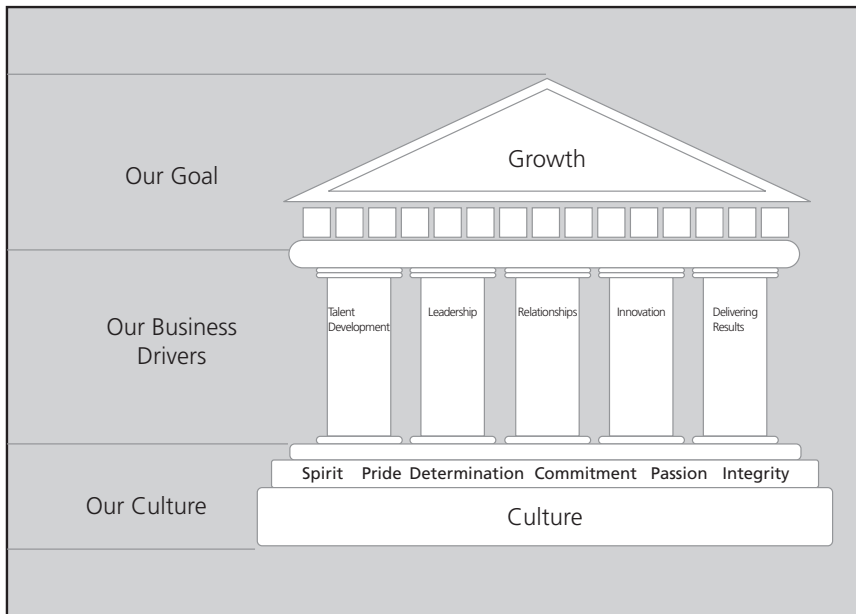 Our Goal
Growth
Our Business
Drivers
Talent
Development
Leadership
Relationships
Innovation
Delivering
Results
Our Culture
Spirit Pride Determination Commitment Passion Integrity
Culture